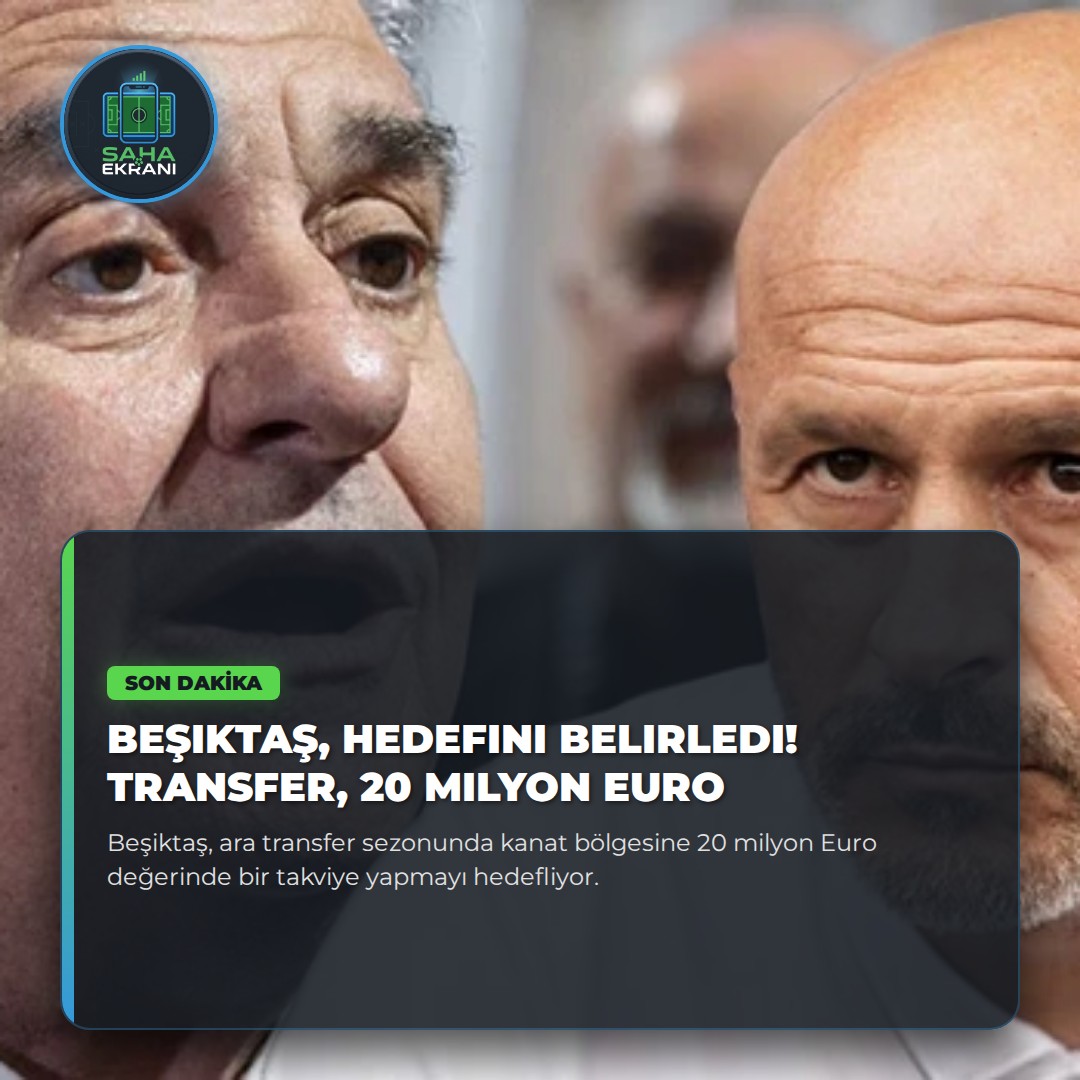 SAHA
EKRANI
SON DAKİKA
BEŞIKTAŞ, HEDEFINI BELIRLEDI!
TRANSFER, 20 MILYON EURO
Beşiktaş, ara transfer sezonunda kanat bölgesine 20 milyon Euro
değerinde bir takviye yapmayı hedefliyor.